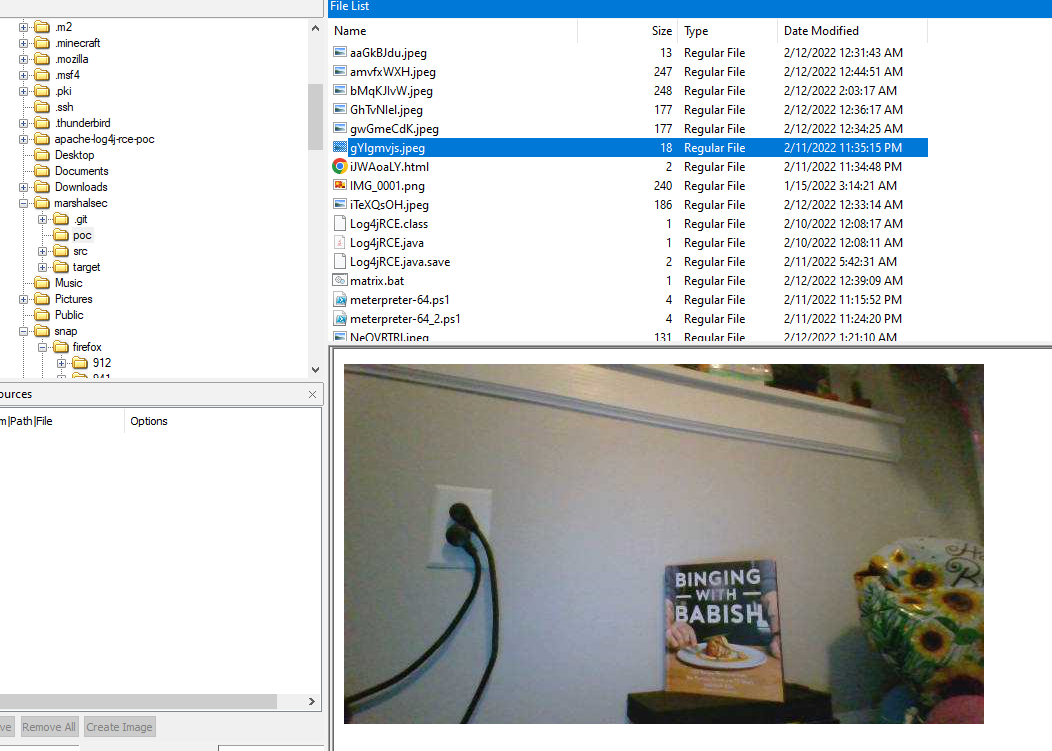 File List
Name Size Type Date Modified
.m2
.minecraft
.mozilla
.msf4
.pki
.ssh
.thunderbird
apache-log4j-rce-poc
Desktop
Documents
Downloads
marshalsec
.git
poc
src
target
Music
Pictures
Public
snap
firefox
912
941
aaGkBJdu.jpeg 13 Regular File 2/12/2022 12:31:43 AM
amvfxWXH.jpeg 247 Regular File 2/12/2022 12:44:51 AM
bMqKJlvW.jpeg 248 Regular File 2/12/2022 2:03:17 AM
GhTvNlel.jpeg 177 Regular File 2/12/2022 12:36:17 AM
gwGmeCdK.jpeg 177 Regular File 2/12/2022 12:34:25 AM
gYlgmvjs.jpeg 18 Regular File 2/11/2022 11:35:15 PM
iJWAoaLY.html 2 Regular File 2/11/2022 11:34:48 PM
IMG_0001.png 240 Regular File 1/15/2022 3:14:21 AM
iTeXQsOH.jpeg 186 Regular File 2/12/2022 12:33:14 AM
Log4jRCE.class 1 Regular File 2/10/2022 12:08:17 AM
Log4jRCE.java 1 Regular File 2/10/2022 12:08:11 AM
Log4jRCE.java.save 2 Regular File 2/11/2022 5:42:31 AM
matrix.bat 1 Regular File 2/12/2022 12:39:09 AM
meterpreter-64.ps1 4 Regular File 2/11/2022 11:15:52 PM
meterpreter-64_2.ps1 4 Regular File 2/11/2022 11:24:20 PM
NeOVRTRI.jpeg 131 Regular File 2/12/2022 1:21:10 AM
ources
m|Path|File Options
ve Remove All Create Image
BINGING
WITH
BABISH